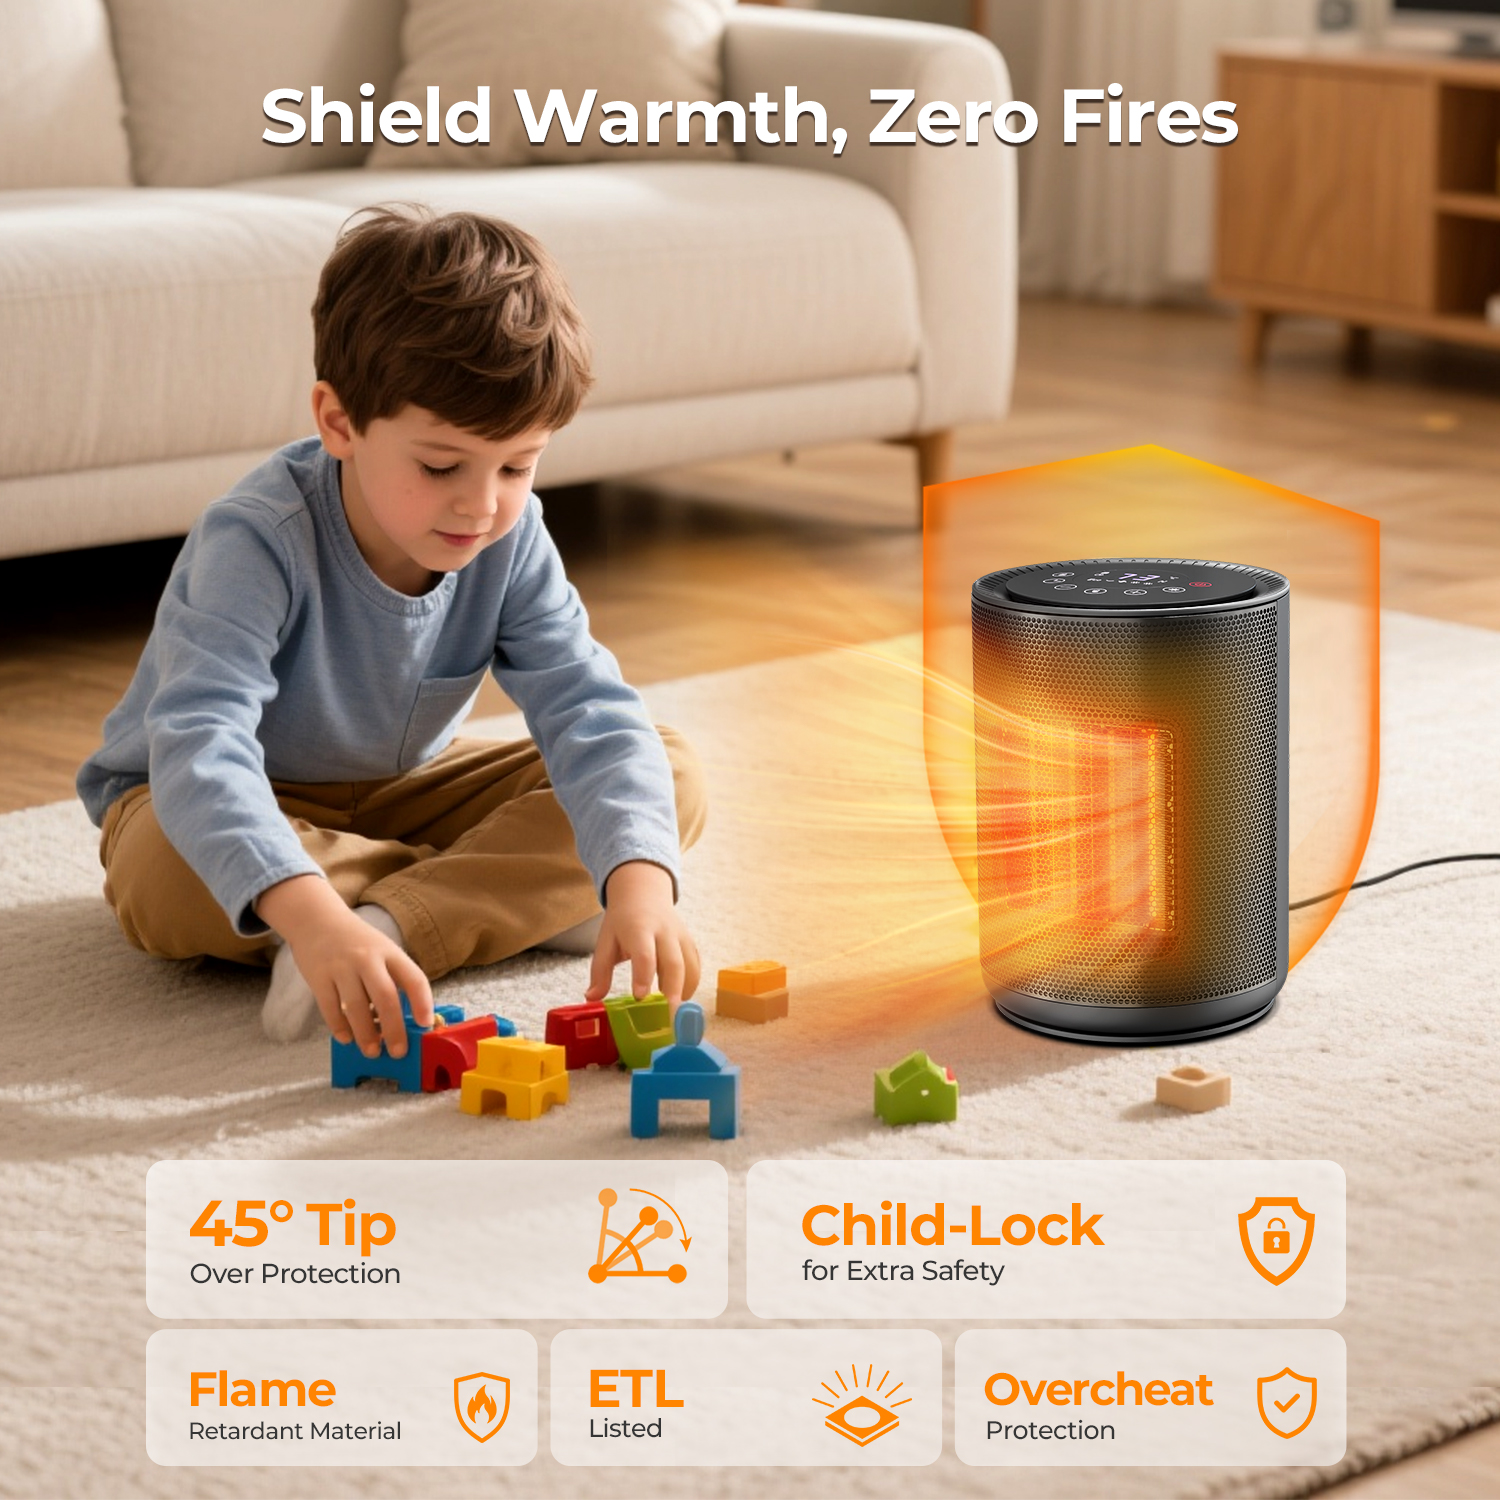 Shield Warmth, Zero Fires
73
45° Tip
Over Protection
Child-Lock
for Extra Safety
Flame
Retardant Material
ETL
Listed
Overcheat
Protection